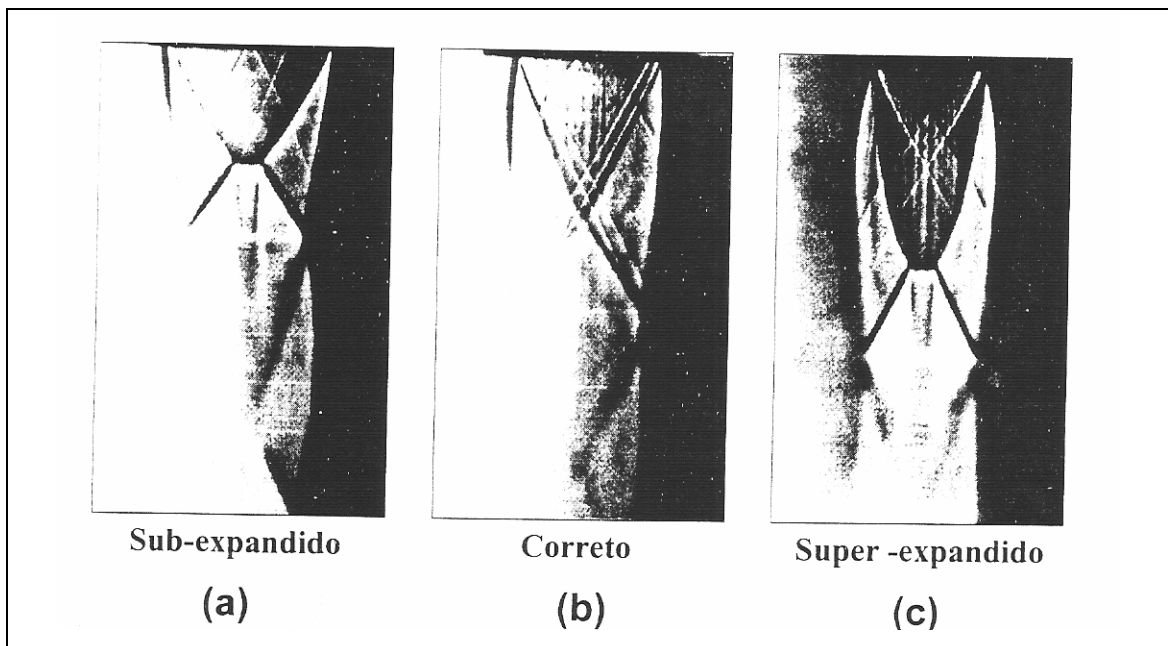 Sub-expandido
Correto
Super -expandido
(a)
(b)
(c)